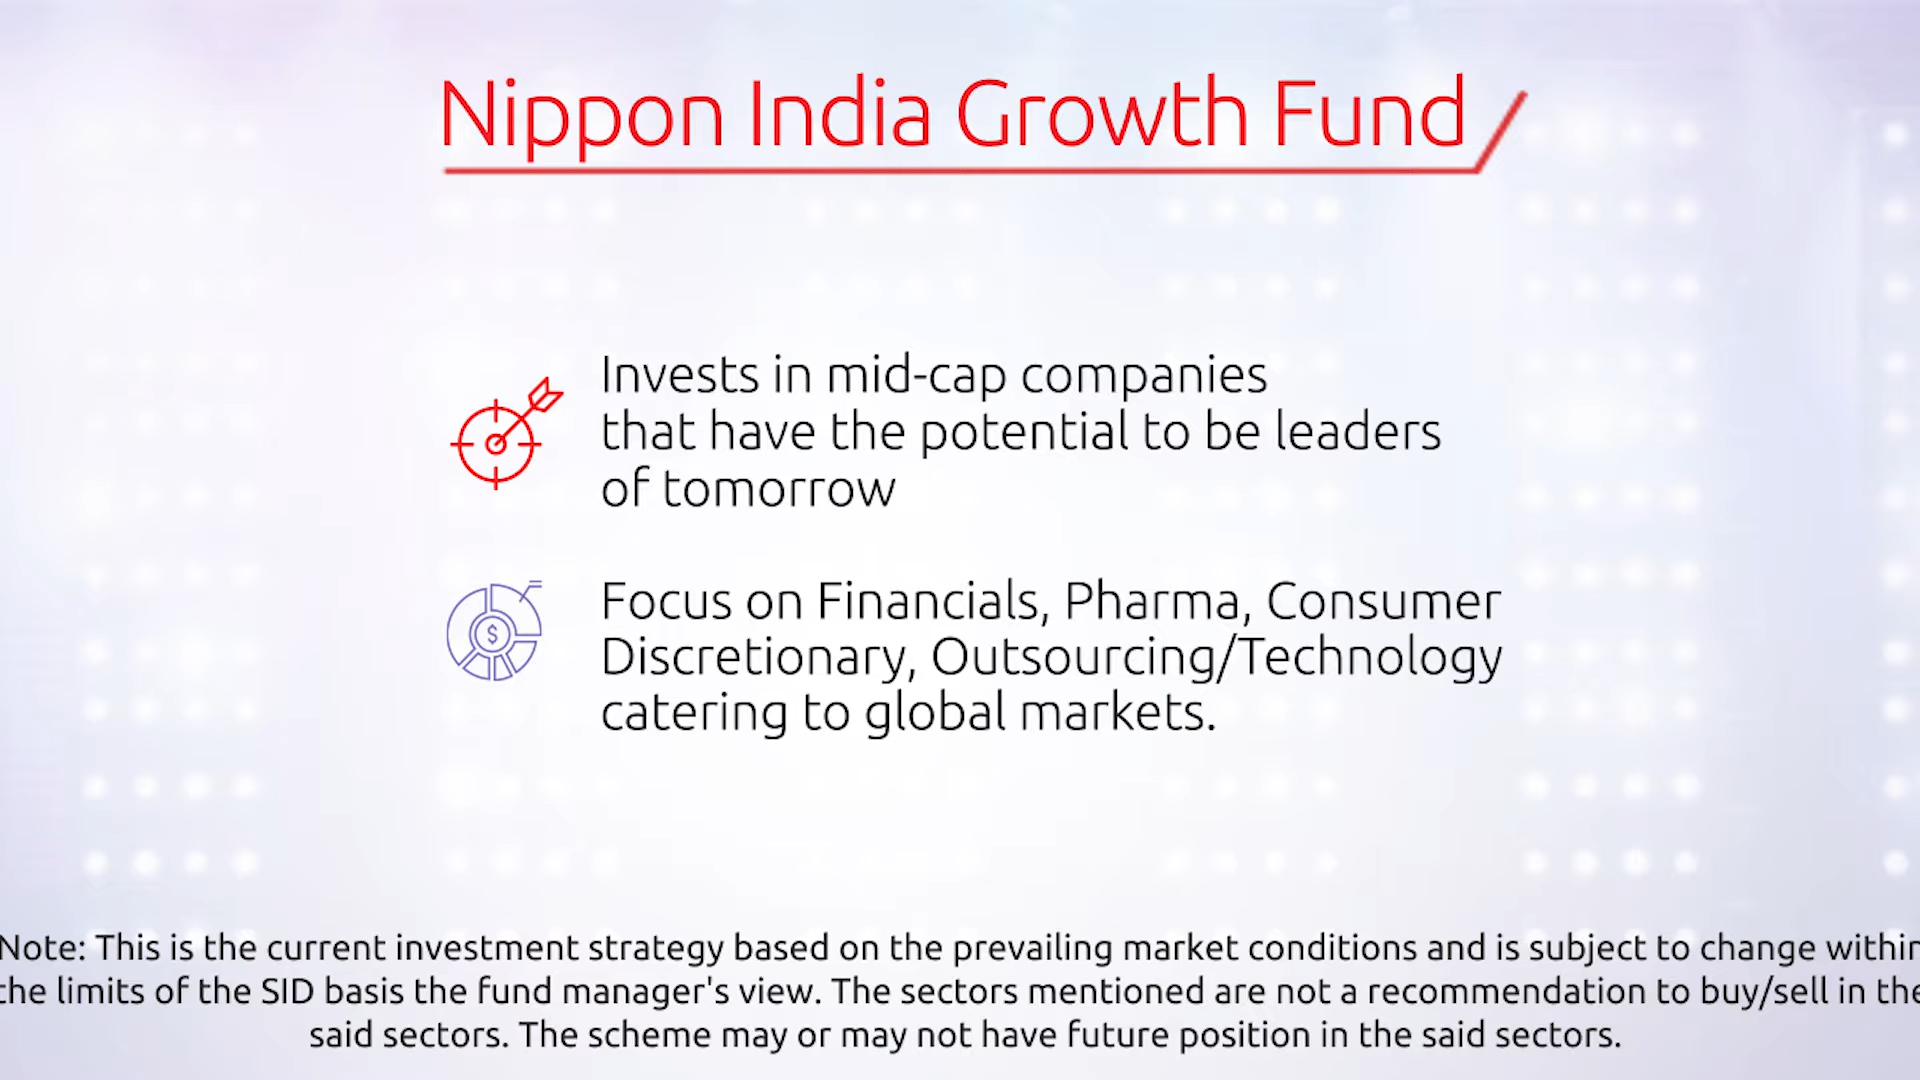 Nippon India Growth Fund
Invests in mid-cap companies
that have the potential to be leaders
of tomorrow
$
Focus on Financials, Pharma, Consumer
Discretionary, Outsourcing/Technology
catering to global markets.
Note: This is the current investment strategy based on the prevailing market conditions and is subject to change within
the limits of the SID basis the fund manager's view. The sectors mentioned are not a recommendation to buy/sell in the
said sectors. The scheme may or may not have future position in the said sectors.